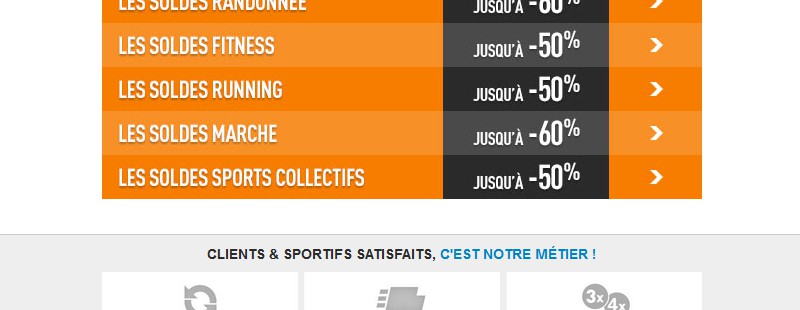 LES SOLDES RANDONNÉE JUSQU'À -60%
LES SOLDES FITNESS JUSQU'À -50%
LES SOLDES RUNNING JUSQU'À -50%
LES SOLDES MARCHE JUSQU'À -60%
LES SOLDES SPORTS COLLECTIFS JUSQU'À -50%
CLIENTS & SPORTIFS SATISFAITS, C'EST NOTRE MÉTIER !
3x 4x